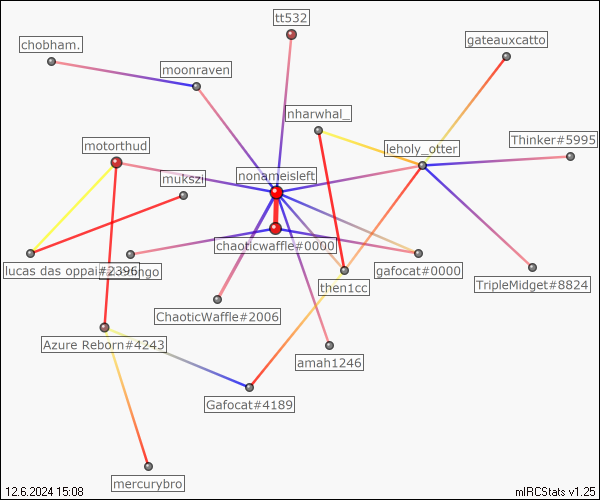 tt532
chobham.
gateauxcatto
moonraven
nharwhal_
Thinker#5995
motorthud
leholy_otter
nonameisleft
mukszi
chaoticwaffle#0000
lucas das oppai#2396
ngo
gafocat#0000
then1cc
TripleMidget#8824
ChaoticWaffle#2006
Azure Reborn#4243
amah1246
Gafocat#4189
mercurybro
12.6.2024 15:08
mIRCStats v1.25